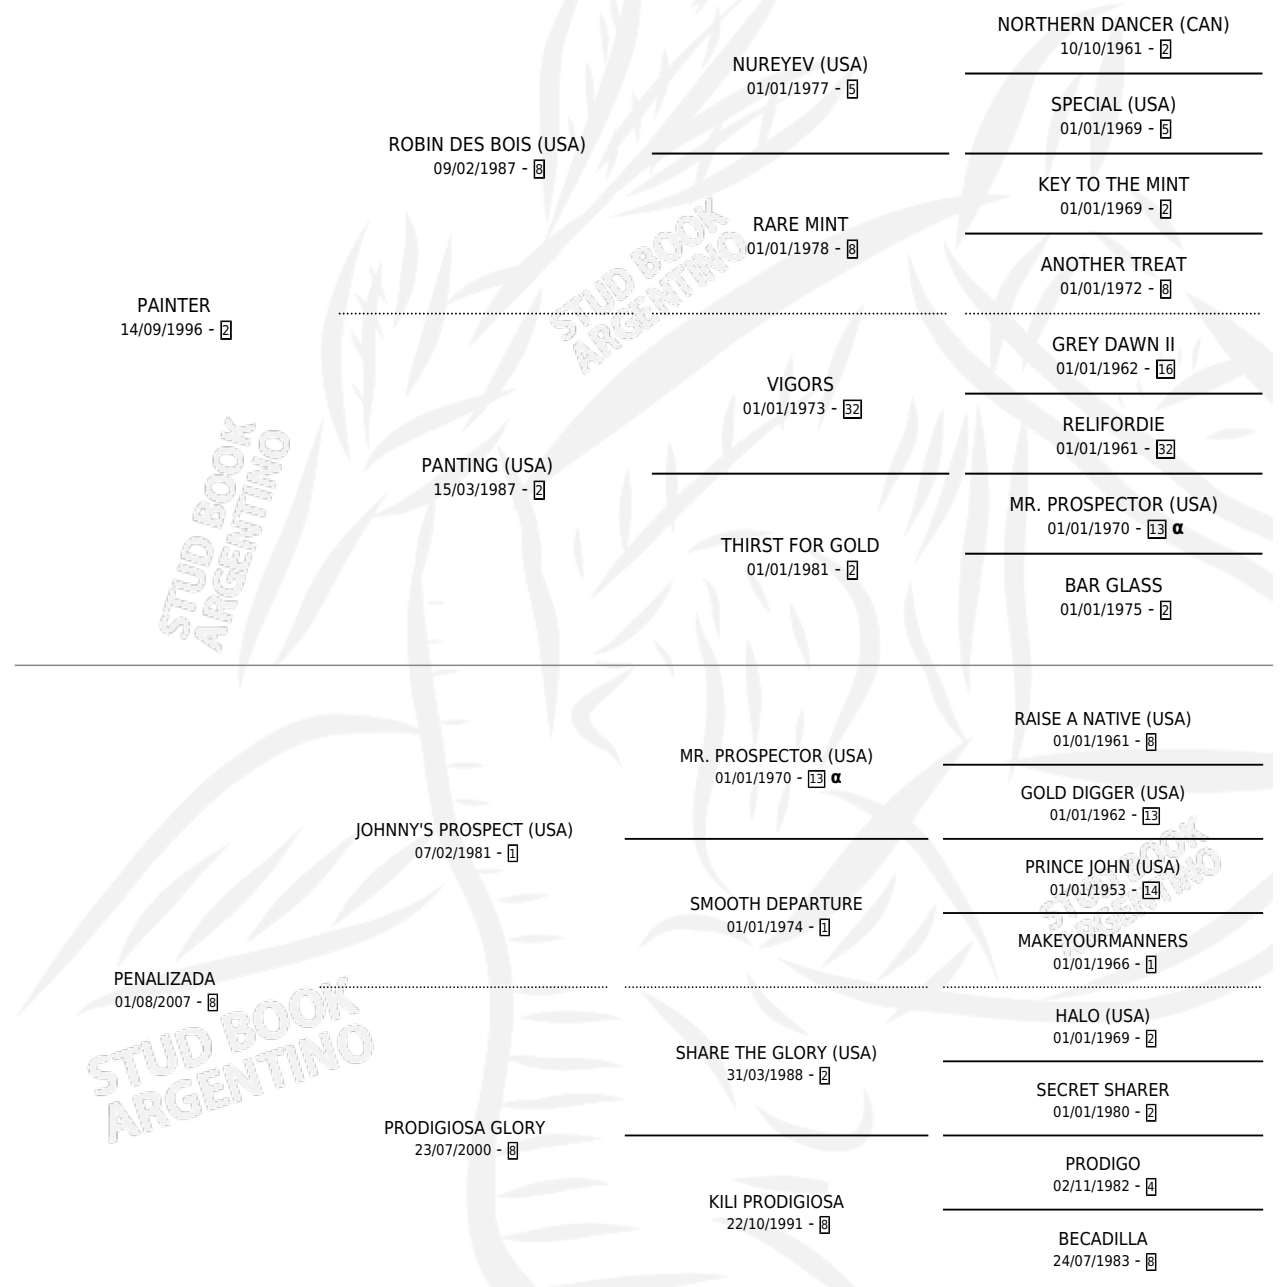 NORTHERN DANCER (CAN)
10/10/1961 - 2
NUREYEV (USA)
01/01/1977 - 5
SPECIAL (USA)
01/01/1969 - 5
ROBIN DES BOIS (USA)
09/02/1987 - 8
KEY TO THE MINT
01/01/1969 - 2
RARE MINT
01/01/1978 - 8
ANOTHER TREAT
01/01/1972 - 8
PAINTER
14/09/1996 - 2
GREY DAWN II
01/01/1962 - 16
VIGORS
01/01/1973 - 32
RELIFORDIE
01/01/1961 - 32
PANTING (USA)
15/03/1987 - 2
MR. PROSPECTOR (USA)
01/01/1970 - 13 α
THIRST FOR GOLD
01/01/1981 - 2
BAR GLASS
01/01/1975 - 2
STUD BOOK
ARGENTINO
STUD BOOK
ARGENTINO
RAISE A NATIVE (USA)
01/01/1961 - 8
MR. PROSPECTOR (USA)
01/01/1970 - 13 α
GOLD DIGGER (USA)
01/01/1962 - 13
JOHNNY'S PROSPECT (USA)
07/02/1981 - 1
PRINCE JOHN (USA)
01/01/1953 - 14
SMOOTH DEPARTURE
01/01/1974 - 1
MAKEYOURMANNERS
01/01/1966 - 1
PENALIZADA
01/08/2007 - 8
HALO (USA)
01/01/1969 - 2
SHARE THE GLORY (USA)
31/03/1988 - 2
SECRET SHARER
01/01/1980 - 2
PRODIGIOSA GLORY
23/07/2000 - 8
PRODIGO
02/11/1982 - 4
KILI PRODIGIOSA
22/10/1991 - 8
BECADILLA
24/07/1983 - 8
STUD BOOK
ARGENTINO
STUD BOOK
ARGENTINO